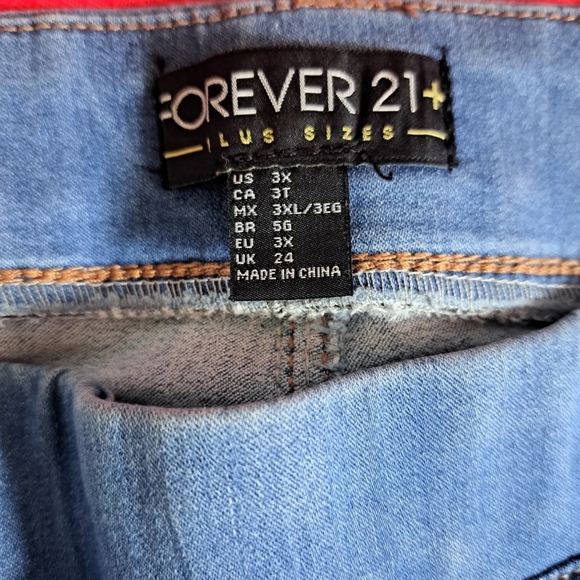 FOREVER 21+
PLUS SIZES
US 3X
CA 3T
MX 3XL/3EG
BR 5G
EU 3X
UK 24
MADE IN CHINA